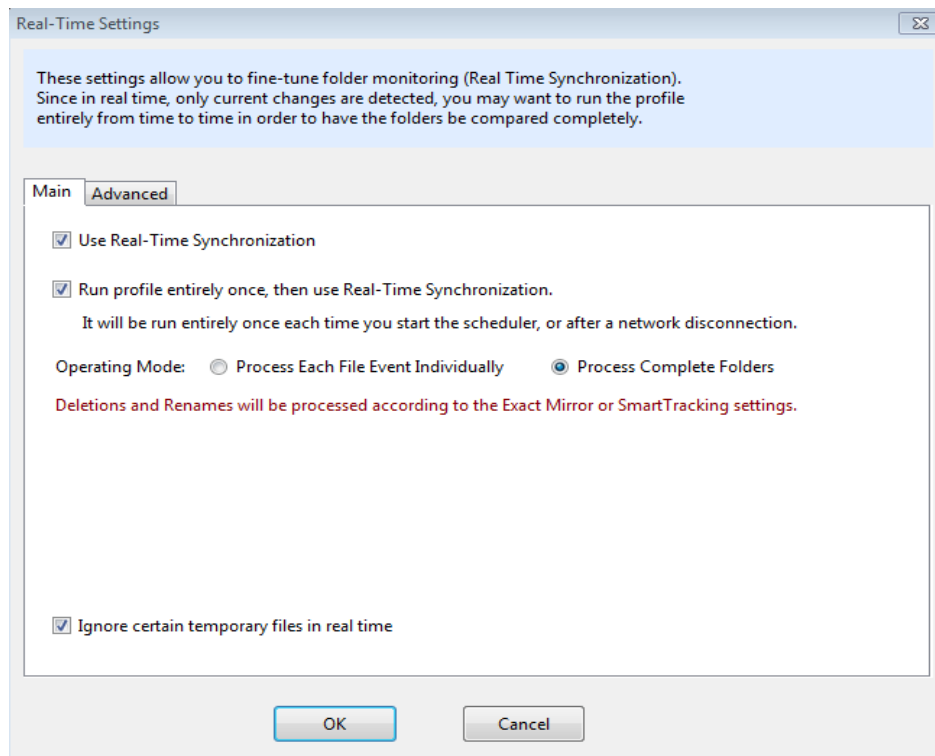 Real-Time Settings
These settings allow you to fine-tune folder monitoring (Real Time Synchronization).
Since in real time, only current changes are detected, you may want to run the profile
entirely from time to time in order to have the folders be compared completely.
Main Advanced
Use Real-Time Synchronization
Run profile entirely once, then use Real-Time Synchronization.
It will be run entirely once each time you start the scheduler, or after a network disconnection.
Operating Mode: Process Each File Event Individually Process Complete Folders
Deletions and Renames will be processed according to the Exact Mirror or SmartTracking settings.
Ignore certain temporary files in real time
OK Cancel